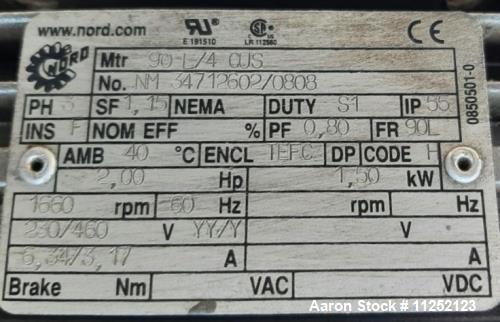 www.nord.com UR ® SA ® CE
E 191510 LR 112560
NORD
Mtr 90-L/4 CUS
No. NM 34712602/0808
PH 3 SF 1,15 NEMA DUTY S1 IP 55
INS F NOM EFF % PF 0,80 FR 90L
AMB 40 °C ENCL TEFC DP CODE H
2,00 Hp 1,50 kW
1660 rpm 60 Hz rpm Hz
230/460 V YY/Y V
6,34/3,17 A A
Brake Nm VAC VDC
0850501-0
Aaron Stock # 11252123